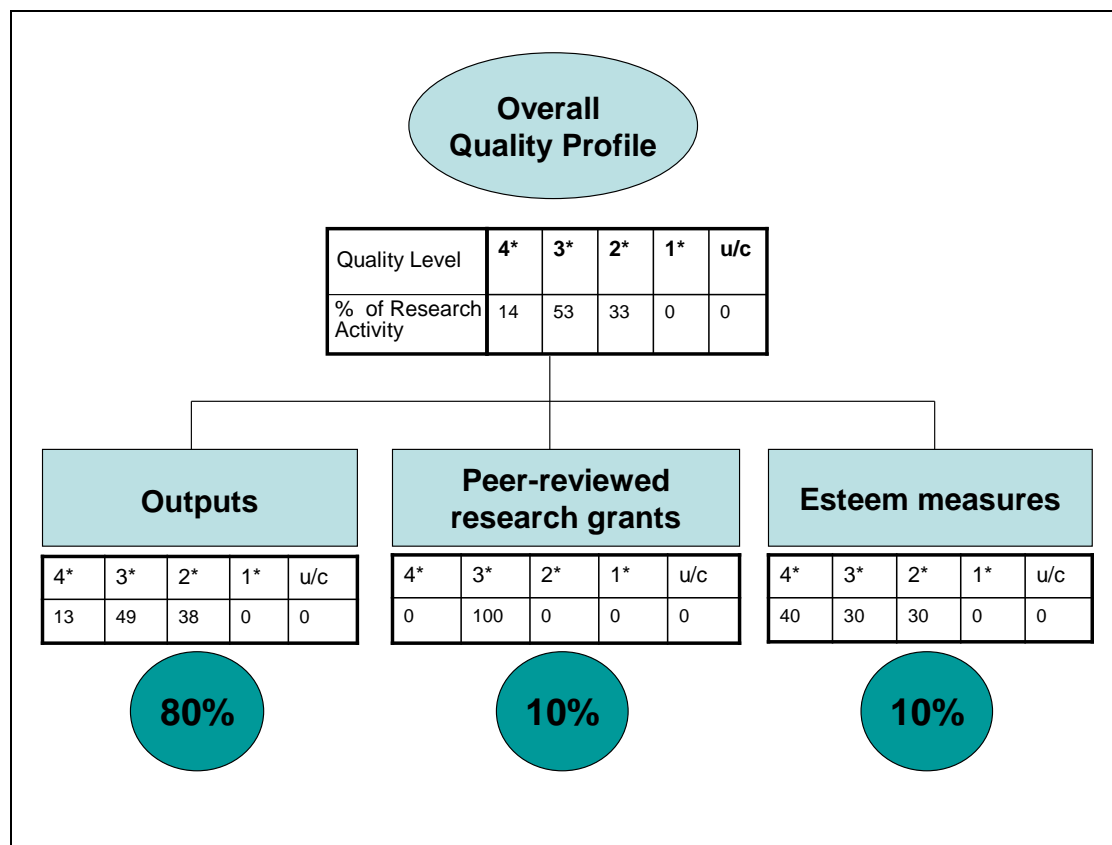 Overall
Quality Profile
Quality Level 4* 3* 2* 1* u/c
% of Research
Activity 14 53 33 0 0
Outputs
4* 3* 2* 1* u/c
13 49 38 0 0
80%
Peer-reviewed
research grants
4* 3* 2* 1* u/c
0 100 0 0 0
10%
Esteem measures
4* 3* 2* 1* u/c
40 30 30 0 0
10%